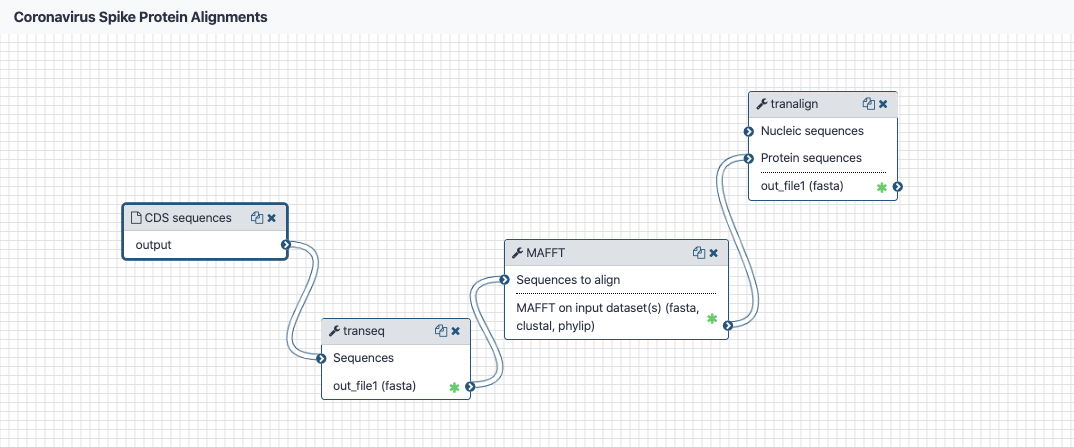 Coronavirus Spike Protein Alignments
CDS sequences
output
transeq
Sequences
out_file1 (fasta)
MAFFT
Sequences to align
MAFFT on input dataset(s) (fasta,
clustal, phylip)
tranalign
Nucleic sequences
Protein sequences
out_file1 (fasta)